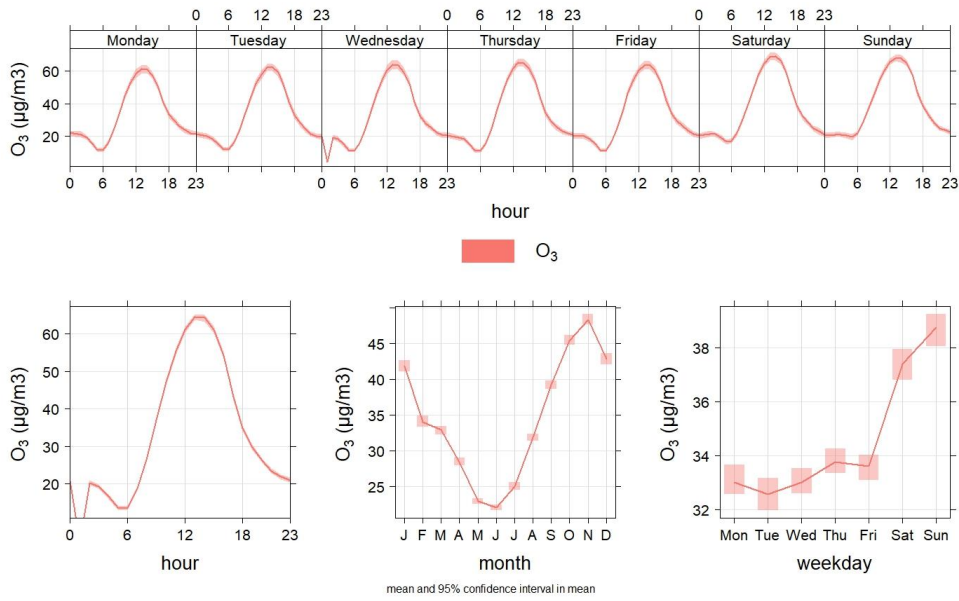 0 6 12 18 23 0 6 12 18 23 0 6 12 18 23
Monday Tuesday Wednesday Thursday Friday Saturday Sunday
60
40
20
O₃ (µg/m3)
0 6 12 18 23 0 6 12 18 23 0 6 12 18 23 0 6 12 18 23
hour
O₃
60
50
40
30
20
O₃ (µg/m3)
0 6 12 18 23
hour
45
40
35
30
25
O₃ (µg/m3)
J F M A M J J A S O N D
month
38
36
34
32
O₃ (µg/m3)
Mon Tue Wed Thu Fri Sat Sun
weekday
mean and 95% confidence interval in mean